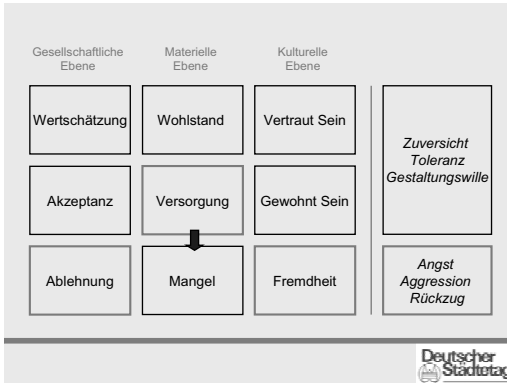 Gesellschaftliche
Ebene
Materielle
Ebene
Kulturelle
Ebene
Wertschätzung
Wohlstand
Vertraut Sein
Zuversicht
Toleranz
Gestaltungswille
Akzeptanz
Versorgung
Gewohnt Sein
Ablehnung
Mangel
Fremdheit
Angst
Aggression
Rückzug
Deutscher
Städtetag